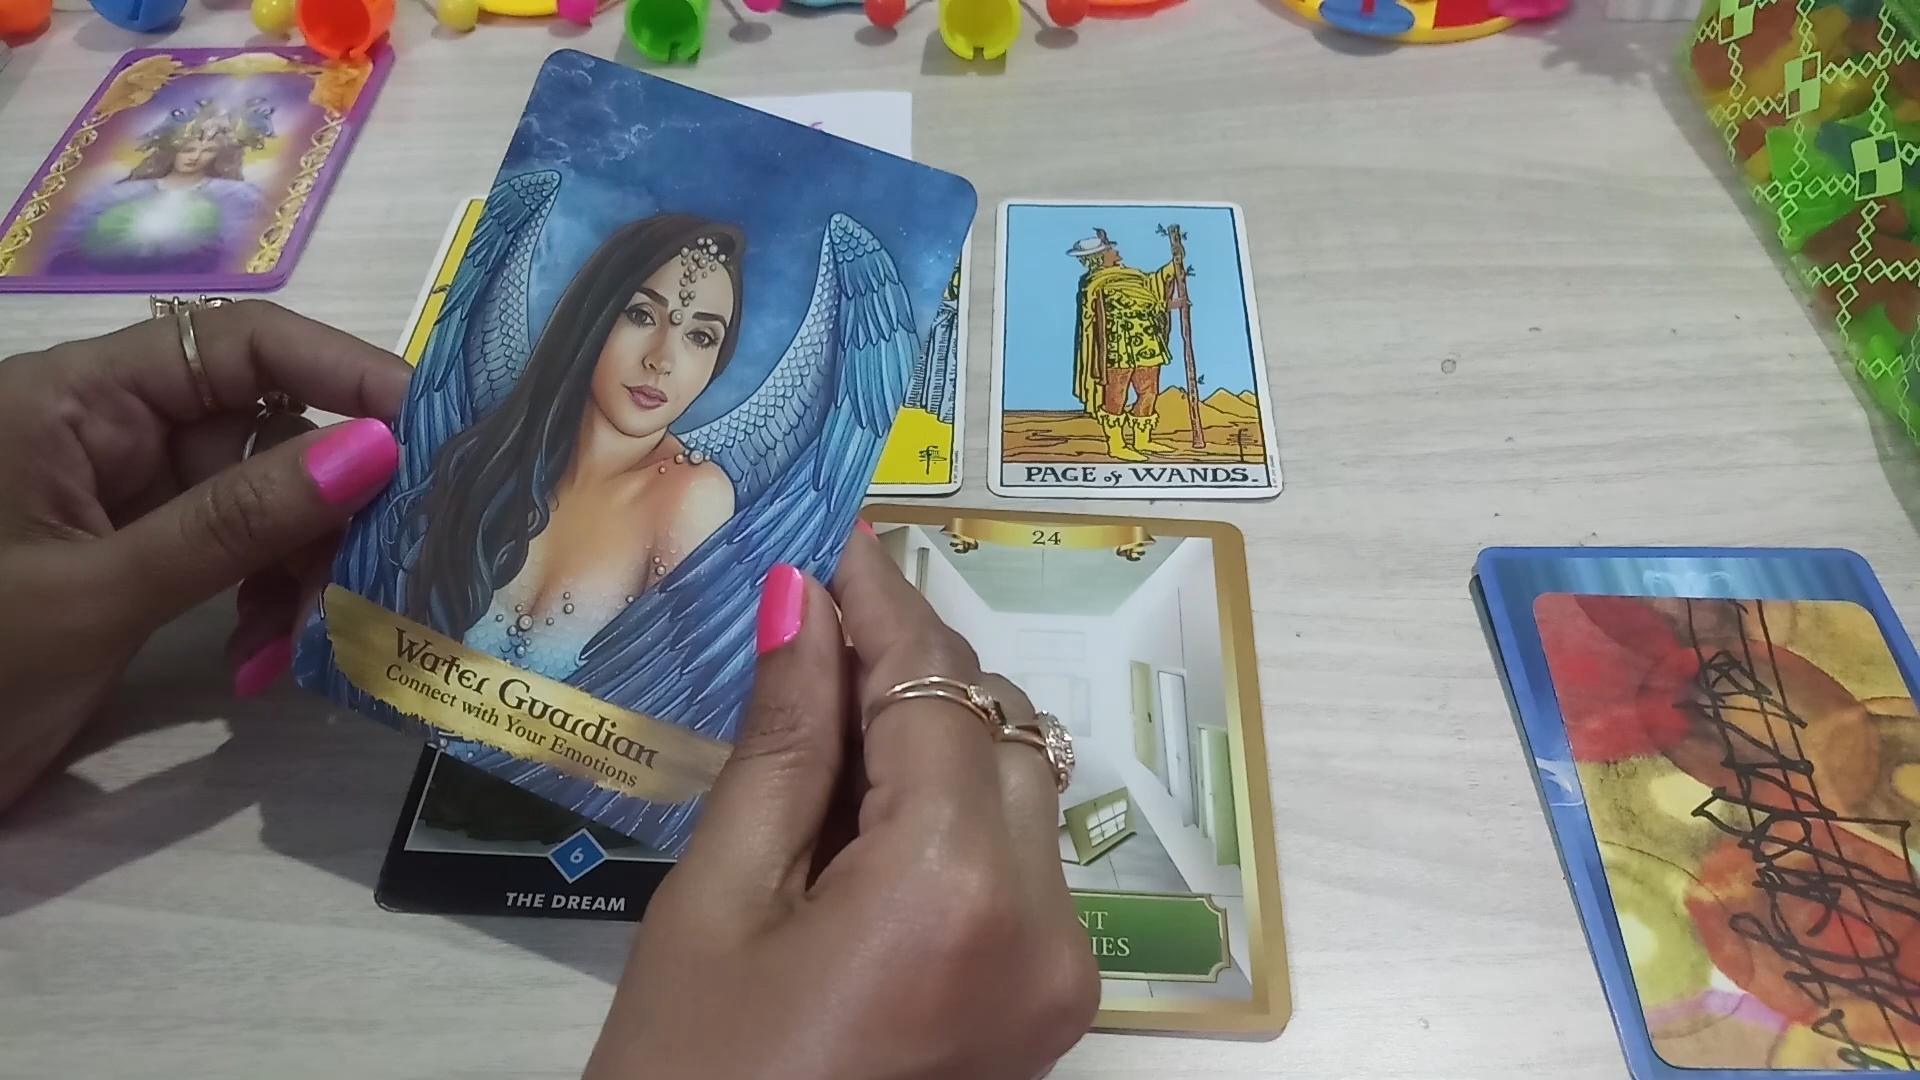 PAGE of WANDS.
24
Water Guardian
Connect with Your Emotions
6
THE DREAM